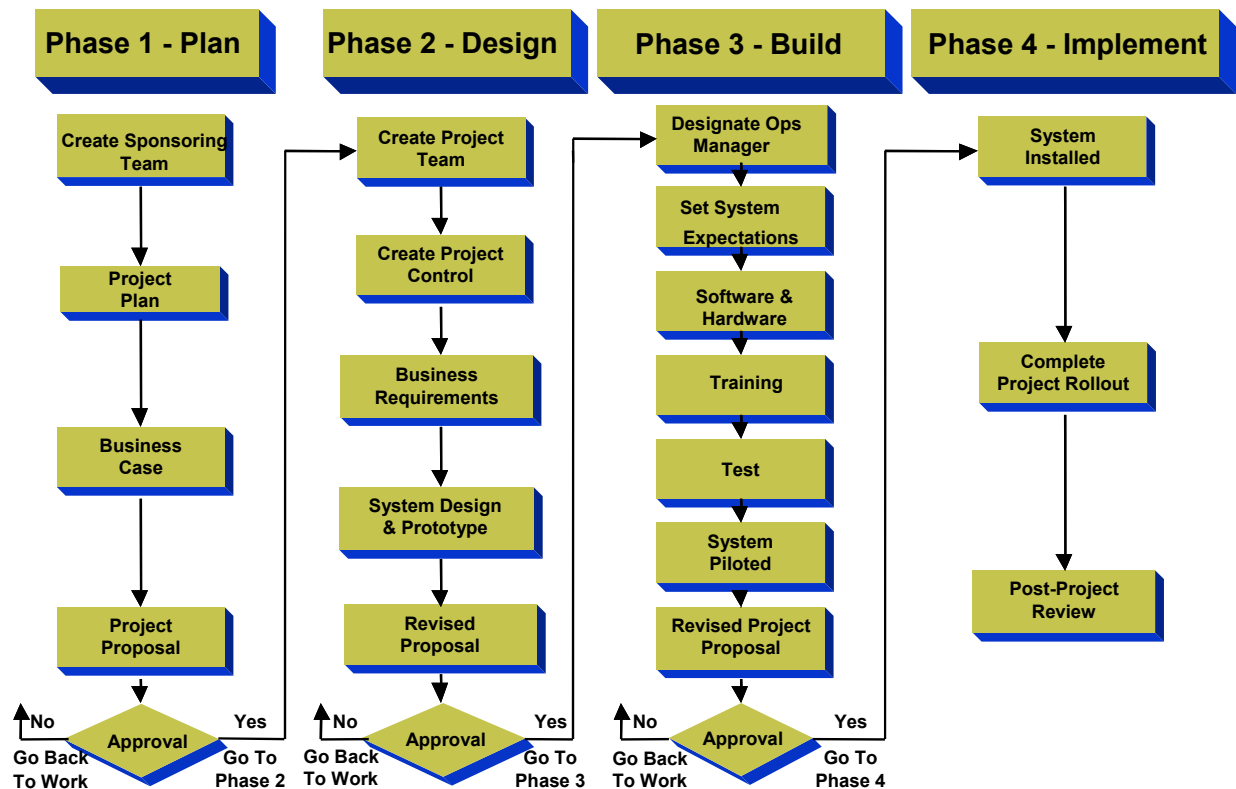 Phase 1 - Plan
Create Sponsoring
Team
Project
Plan
Business
Case
Project
Proposal
Approval
No
Go Back
To Work
Yes
Go To
Phase 2
Phase 2 - Design
Create Project
Team
Create Project
Control
Business
Requirements
System Design
& Prototype
Revised
Proposal
Approval
No
Go Back
To Work
Yes
Go To
Phase 3
Phase 3 - Build
Designate Ops
Manager
Set System
Expectations
Software &
Hardware
Training
Test
System
Piloted
Revised Project
Proposal
Approval
No
Go Back
To Work
Yes
Go To
Phase 4
Phase 4 - Implement
System
Installed
Complete
Project Rollout
Post-Project
Review